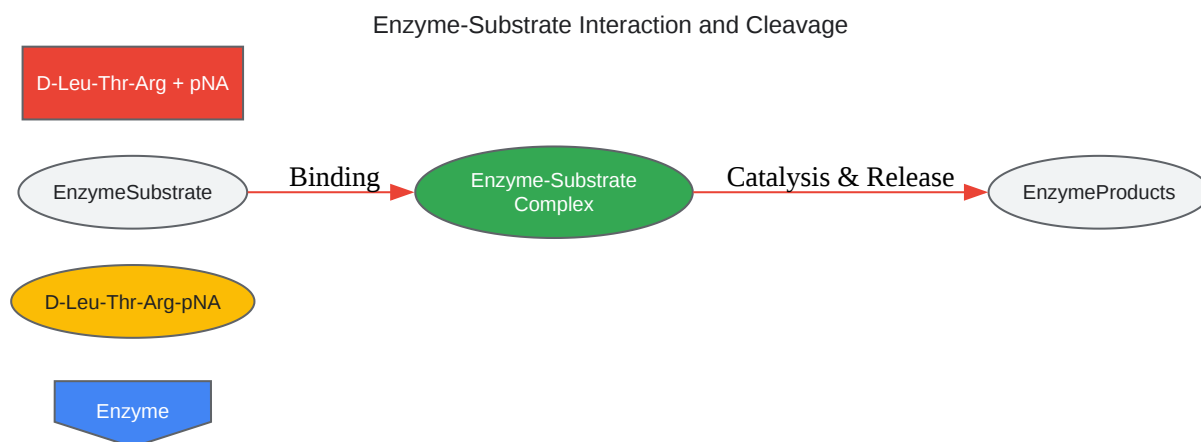 Enzyme-Substrate Interaction and Cleavage
D-Leu-Thr-Arg + pNA
EnzymeSubstrate
Binding
Enzyme-Substrate
Complex
Catalysis & Release
EnzymeProducts
D-Leu-Thr-Arg-pNA
Enzyme